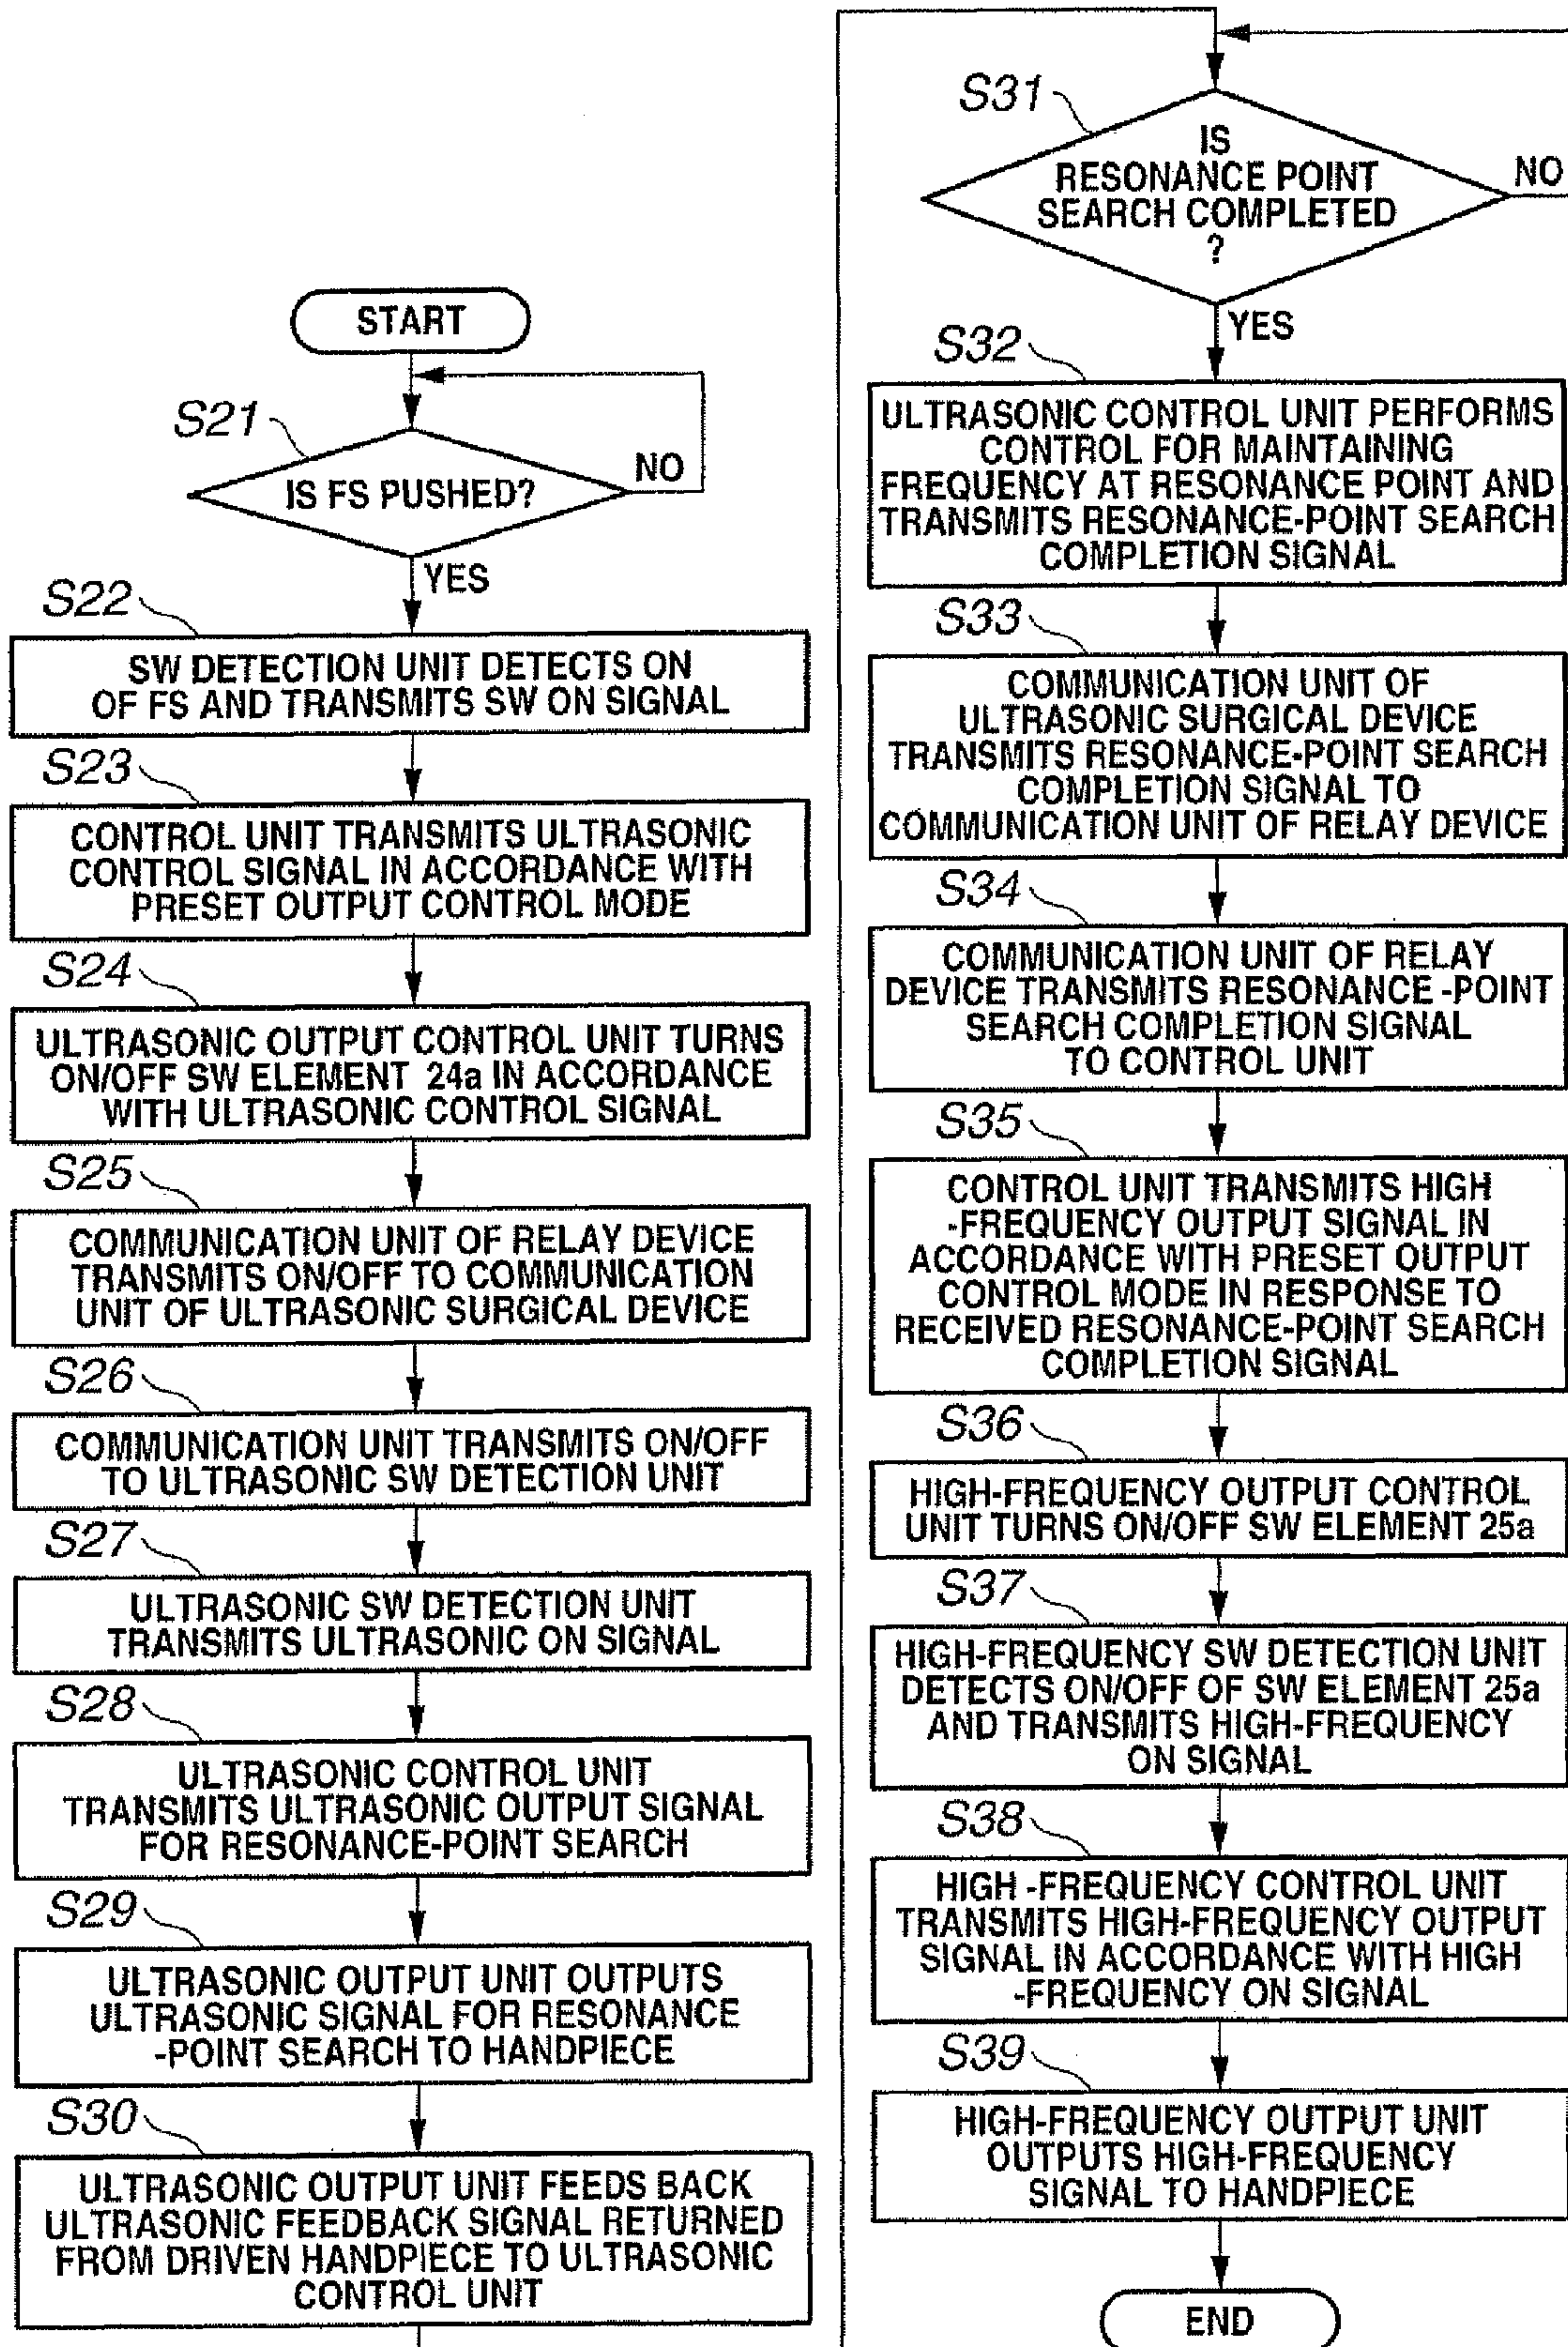 START
S21
IS FS PUSHED?
NO
YES
S22
SW DETECTION UNIT DETECTS ON
OF FS AND TRANSMITS SW ON SIGNAL
S23
CONTROL UNIT TRANSMITS ULTRASONIC
CONTROL SIGNAL IN ACCORDANCE WITH
PRESET OUTPUT CONTROL MODE
S24
ULTRASONIC OUTPUT CONTROL UNIT TURNS
ON/OFF SW ELEMENT 24a IN ACCORDANCE
WITH ULTRASONIC CONTROL SIGNAL
S25
COMMUNICATION UNIT OF RELAY DEVICE
TRANSMITS ON/OFF TO COMMUNICATION
UNIT OF ULTRASONIC SURGICAL DEVICE
S26
COMMUNICATION UNIT TRANSMITS ON/OFF
TO ULTRASONIC SW DETECTION UNIT
S27
ULTRASONIC SW DETECTION UNIT
TRANSMITS ULTRASONIC ON SIGNAL
S28
ULTRASONIC CONTROL UNIT
TRANSMITS ULTRASONIC OUTPUT SIGNAL
FOR RESONANCE-POINT SEARCH
S29
ULTRASONIC OUTPUT UNIT OUTPUTS
ULTRASONIC SIGNAL FOR RESONANCE
-POINT SEARCH TO HANDPIECE
S30
ULTRASONIC OUTPUT UNIT FEEDS BACK
ULTRASONIC FEEDBACK SIGNAL RETURNED
FROM DRIVEN HANDPIECE TO ULTRASONIC
CONTROL UNIT
S31
IS
RESONANCE POINT
SEARCH COMPLETED
?
NO
YES
S32
ULTRASONIC CONTROL UNIT PERFORMS
CONTROL FOR MAINTAINING
FREQUENCY AT RESONANCE POINT AND
TRANSMITS RESONANCE-POINT SEARCH
COMPLETION SIGNAL
S33
COMMUNICATION UNIT OF
ULTRASONIC SURGICAL DEVICE
TRANSMITS RESONANCE-POINT SEARCH
COMPLETION SIGNAL TO
COMMUNICATION UNIT OF RELAY DEVICE
S34
COMMUNICATION UNIT OF RELAY
DEVICE TRANSMITS RESONANCE -POINT
SEARCH COMPLETION SIGNAL
TO CONTROL UNIT
S35
CONTROL UNIT TRANSMITS HIGH
-FREQUENCY OUTPUT SIGNAL IN
ACCORDANCE WITH PRESET OUTPUT
CONTROL MODE IN RESPONSE TO
RECEIVED RESONANCE-POINT SEARCH
COMPLETION SIGNAL
S36
HIGH-FREQUENCY OUTPUT CONTROL
UNIT TURNS ON/OFF SW ELEMENT 25a
S37
HIGH-FREQUENCY SW DETECTION UNIT
DETECTS ON/OFF OF SW ELEMENT 25a
AND TRANSMITS HIGH-FREQUENCY
ON SIGNAL
S38
HIGH -FREQUENCY CONTROL UNIT
TRANSMITS HIGH-FREQUENCY OUTPUT
SIGNAL IN ACCORDANCE WITH HIGH
-FREQUENCY ON SIGNAL
S39
HIGH-FREQUENCY OUTPUT UNIT
OUTPUTS HIGH-FREQUENCY
SIGNAL TO HANDPIECE
END